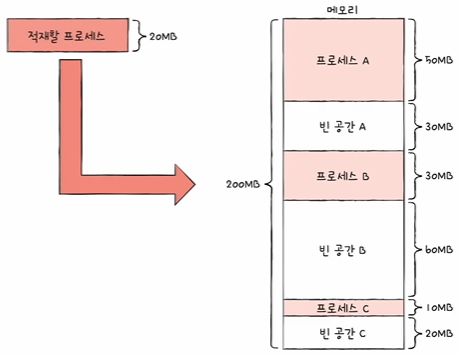 메모리
적재할 프로세스
20MB
프로세스 A
50MB
빈 공간 A
30MB
프로세스 B
30MB
200MB
빈 공간 B
60MB
프로세스 C
10MB
빈 공간 C
20MB